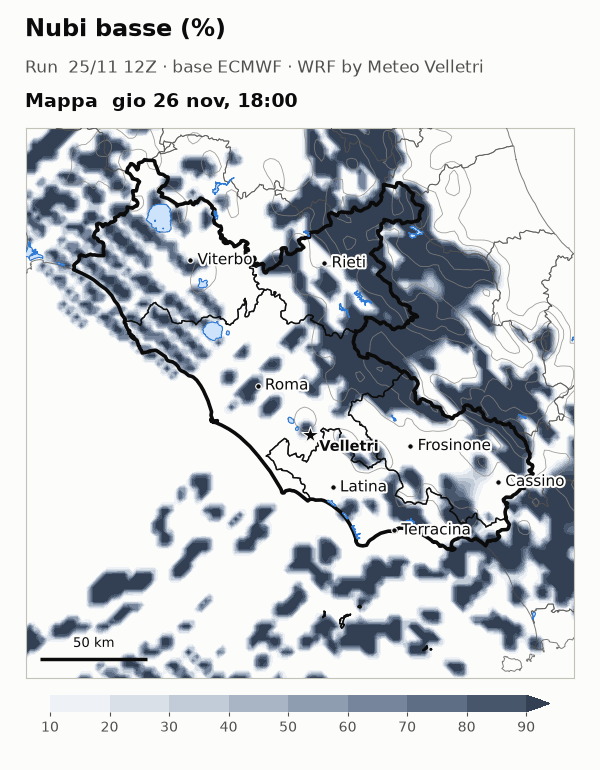 Nubi basse (%)
Run 25/11 12Z · base ECMWF · WRF by Meteo Velletri
Mappa gio 26 nov, 18:00
Viterbo
Rieti
Roma
Velletri
Frosinone
Cassino
Latina
Terracina
50 km
10 20 30 40 50 60 70 80 90